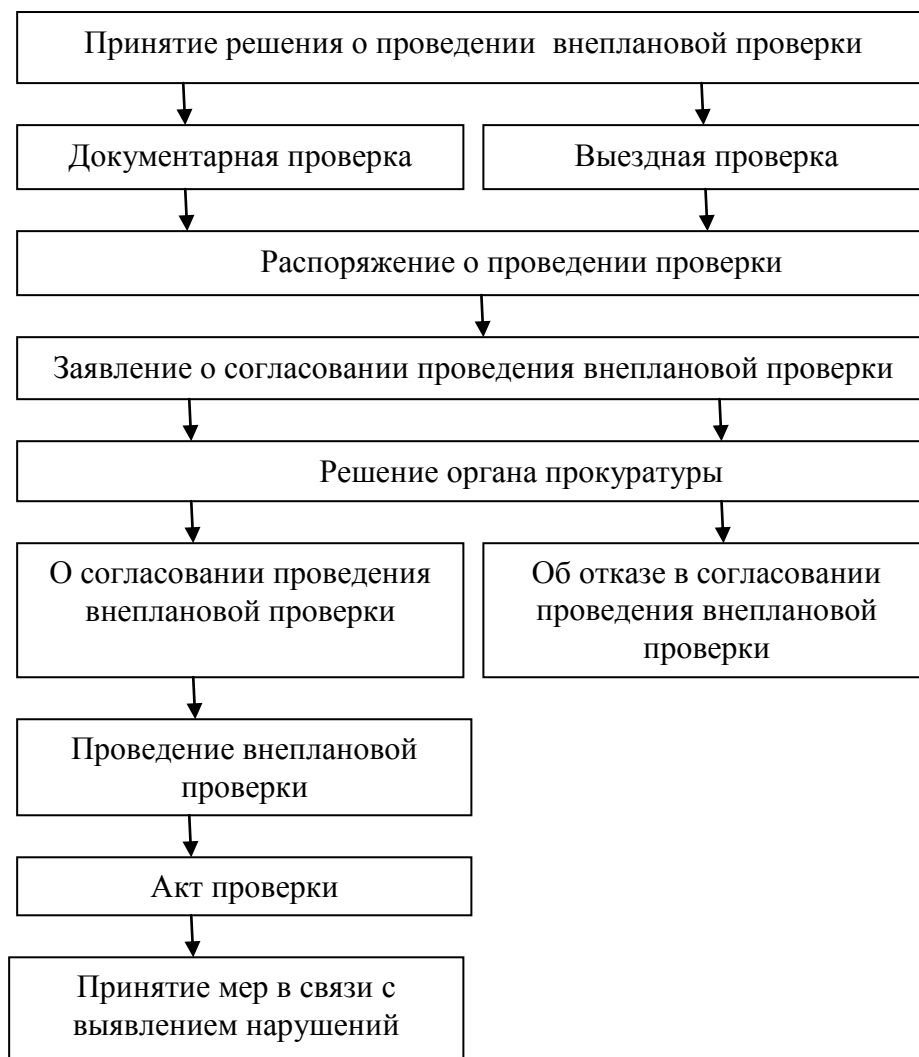 Принятие решения о проведении внеплановой проверки
Документарная проверка
Выездная проверка
Распоряжение о проведении проверки
Заявление о согласовании проведения внеплановой проверки
Решение органа прокуратуры
О согласовании проведения
внеплановой проверки
Об отказе в согласовании
проведения внеплановой
проверки
Проведение внеплановой
проверки
Акт проверки
Принятие мер в связи с
выявлением нарушений